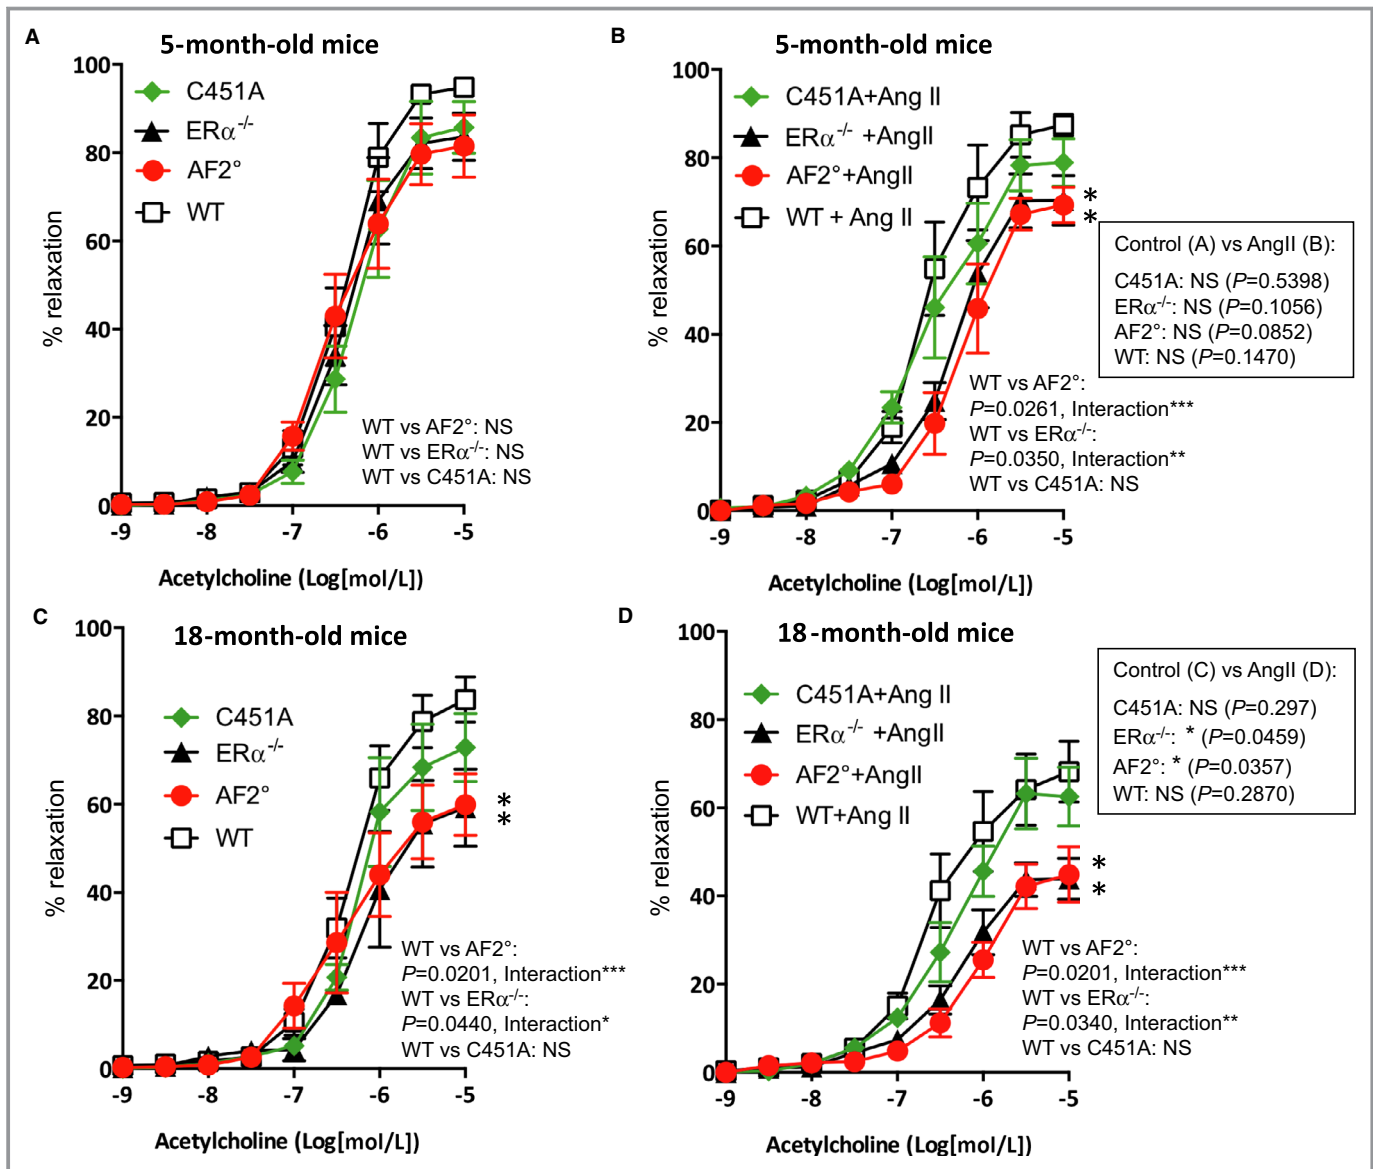 A
5-month-old mice
100
80
60
40
20
0
% relaxation
C451A
ERα-/-
AF2°
WT
WT vs AF2°: NS
WT vs ERα-/-: NS
WT vs C451A: NS
-9 -8 -7 -6 -5
Acetylcholine (Log[mol/L])
B
5-month-old mice
100
80
60
40
20
0
% relaxation
C451A+Ang II
ERα-/- +AngII
AF2°+AngII
WT + Ang II
*
*
WT vs AF2°:
P=0.0261, Interaction***
WT vs ERα-/-:
P=0.0350, Interaction**
WT vs C451A: NS
-9 -8 -7 -6 -5
Acetylcholine (Log[mol/L])
Control (A) vs AngII (B):
C451A: NS (P=0.5398)
ERα-/-: NS (P=0.1056)
AF2°: NS (P=0.0852)
WT: NS (P=0.1470)
C
18-month-old mice
100
80
60
40
20
0
% relaxation
C451A
ERα-/-
AF2°
WT
*
*
WT vs AF2°:
P=0.0201, Interaction***
WT vs ERα-/-:
P=0.0440, Interaction*
WT vs C451A: NS
-9 -8 -7 -6 -5
Acetylcholine (Log[mol/L])
D
18-month-old mice
100
80
60
40
20
0
% relaxation
C451A+Ang II
ERα-/- +AngII
AF2°+AngII
WT+Ang II
*
*
WT vs AF2°:
P=0.0201, Interaction***
WT vs ERα-/-:
P=0.0340, Interaction**
WT vs C451A: NS
-9 -8 -7 -6 -5
Acetylcholine (Log[mol/L])
Control (C) vs AngII (D):
C451A: NS (P=0.297)
ERα-/-: * (P=0.0459)
AF2°: * (P=0.0357)
WT: NS (P=0.2870)